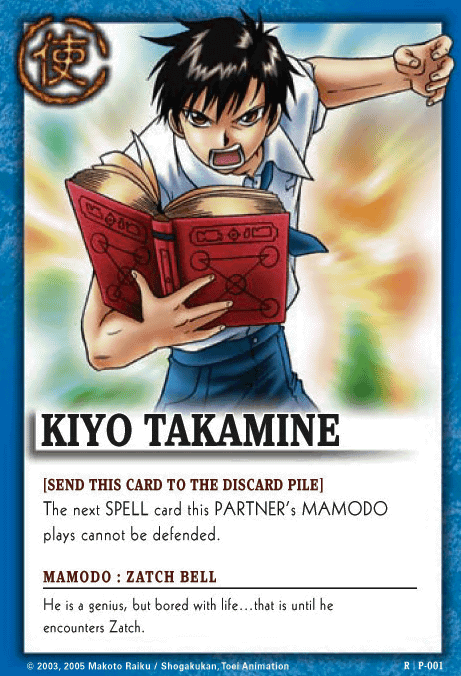 使
KIYO TAKAMINE
[SEND THIS CARD TO THE DISCARD PILE]
The next SPELL card this PARTNER's MAMODO
plays cannot be defended.
MAMODO : ZATCH BELL
He is a genius, but bored with life...that is until he
encounters Zatch.
© 2003, 2005 Makoto Raiku / Shogakukan, Toei Animation
R | P-001